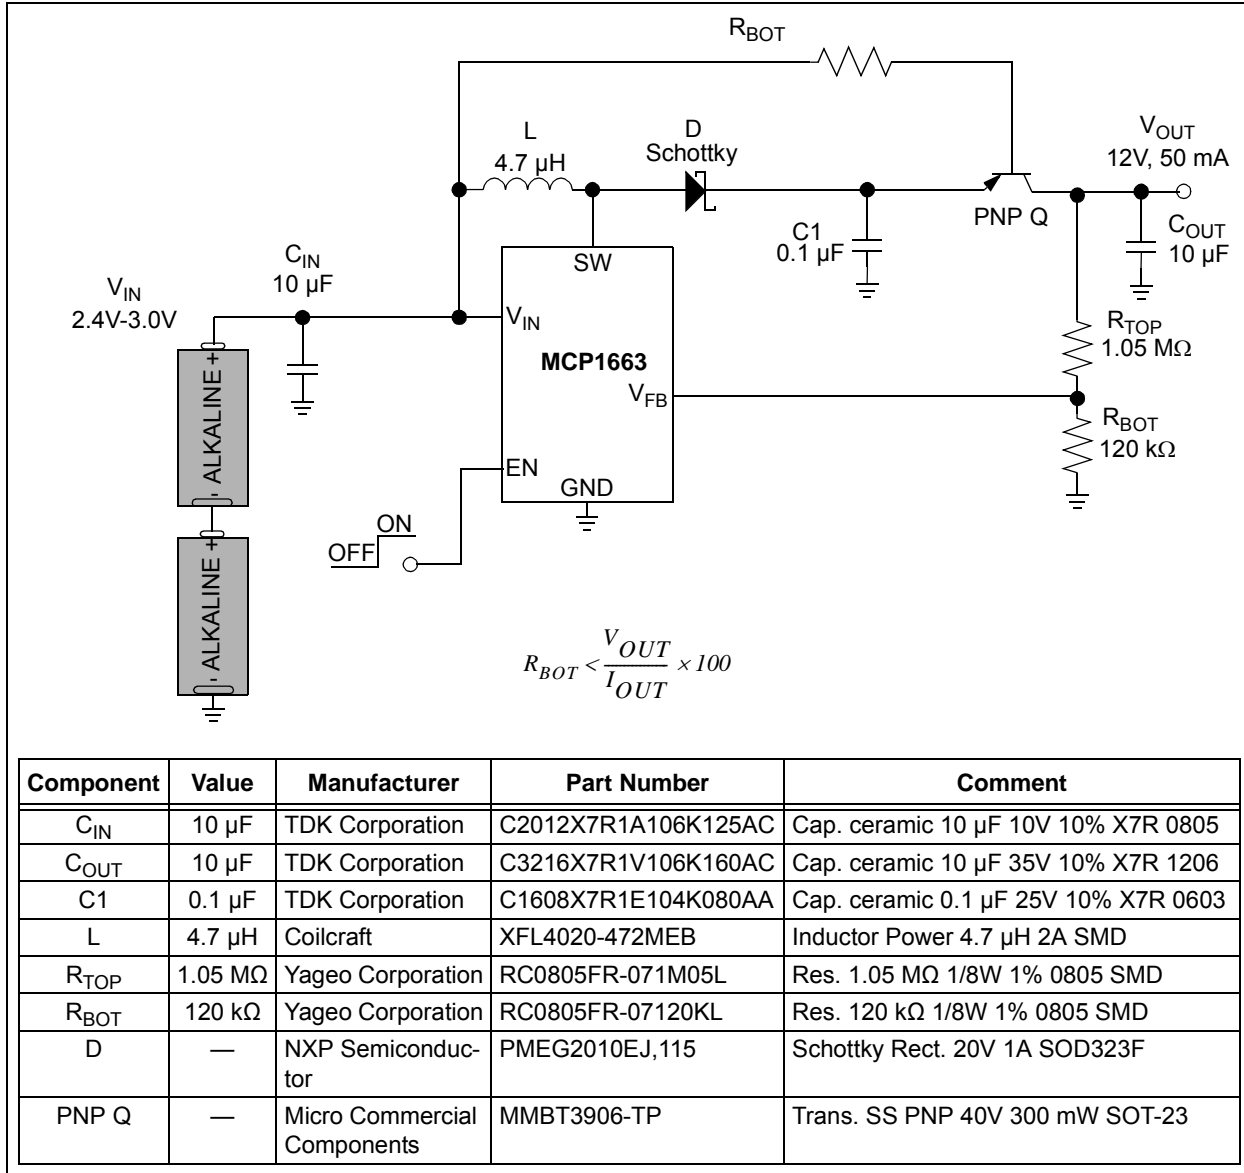 R_BOT
L
4.7 µH
D
Schottky
V_OUT
12V, 50 mA
PNP Q
C1
0.1 µF
C_OUT
10 µF
C_IN
10 µF
V_IN
2.4V-3.0V
SW
V_IN
MCP1663
V_FB
EN
GND
R_TOP
1.05 MΩ
R_BOT
120 kΩ
+
ALKALINE
-
+
ALKALINE
-
ON
OFF
R_BOT < V_OUT / I_OUT × 100
Component Value Manufacturer Part Number Comment
C_IN 10 µF TDK Corporation C2012X7R1A106K125AC Cap. ceramic 10 µF 10V 10% X7R 0805
C_OUT 10 µF TDK Corporation C3216X7R1V106K160AC Cap. ceramic 10 µF 35V 10% X7R 1206
C1 0.1 µF TDK Corporation C1608X7R1E104K080AA Cap. ceramic 0.1 µF 25V 10% X7R 0603
L 4.7 µH Coilcraft XFL4020-472MEB Inductor Power 4.7 µH 2A SMD
R_TOP 1.05 MΩ Yageo Corporation RC0805FR-071M05L Res. 1.05 MΩ 1/8W 1% 0805 SMD
R_BOT 120 kΩ Yageo Corporation RC0805FR-07120KL Res. 120 kΩ 1/8W 1% 0805 SMD
D — NXP Semiconduc- PMEG2010EJ,115 Schottky Rect. 20V 1A SOD323F
tor
PNP Q — Micro Commercial MMBT3906-TP Trans. SS PNP 40V 300 mW SOT-23
Components